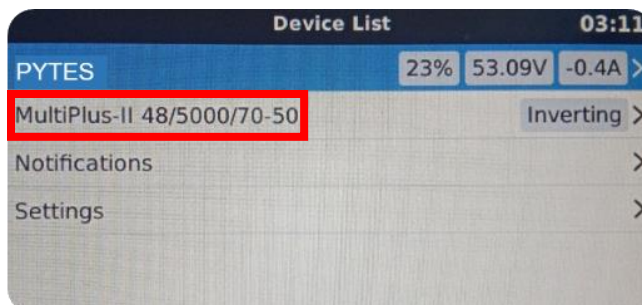 Device List 03:11
PYTES 23% 53.09V -0.4A >
MultiPlus-II 48/5000/70-50 Inverting >
Notifications >
Settings >